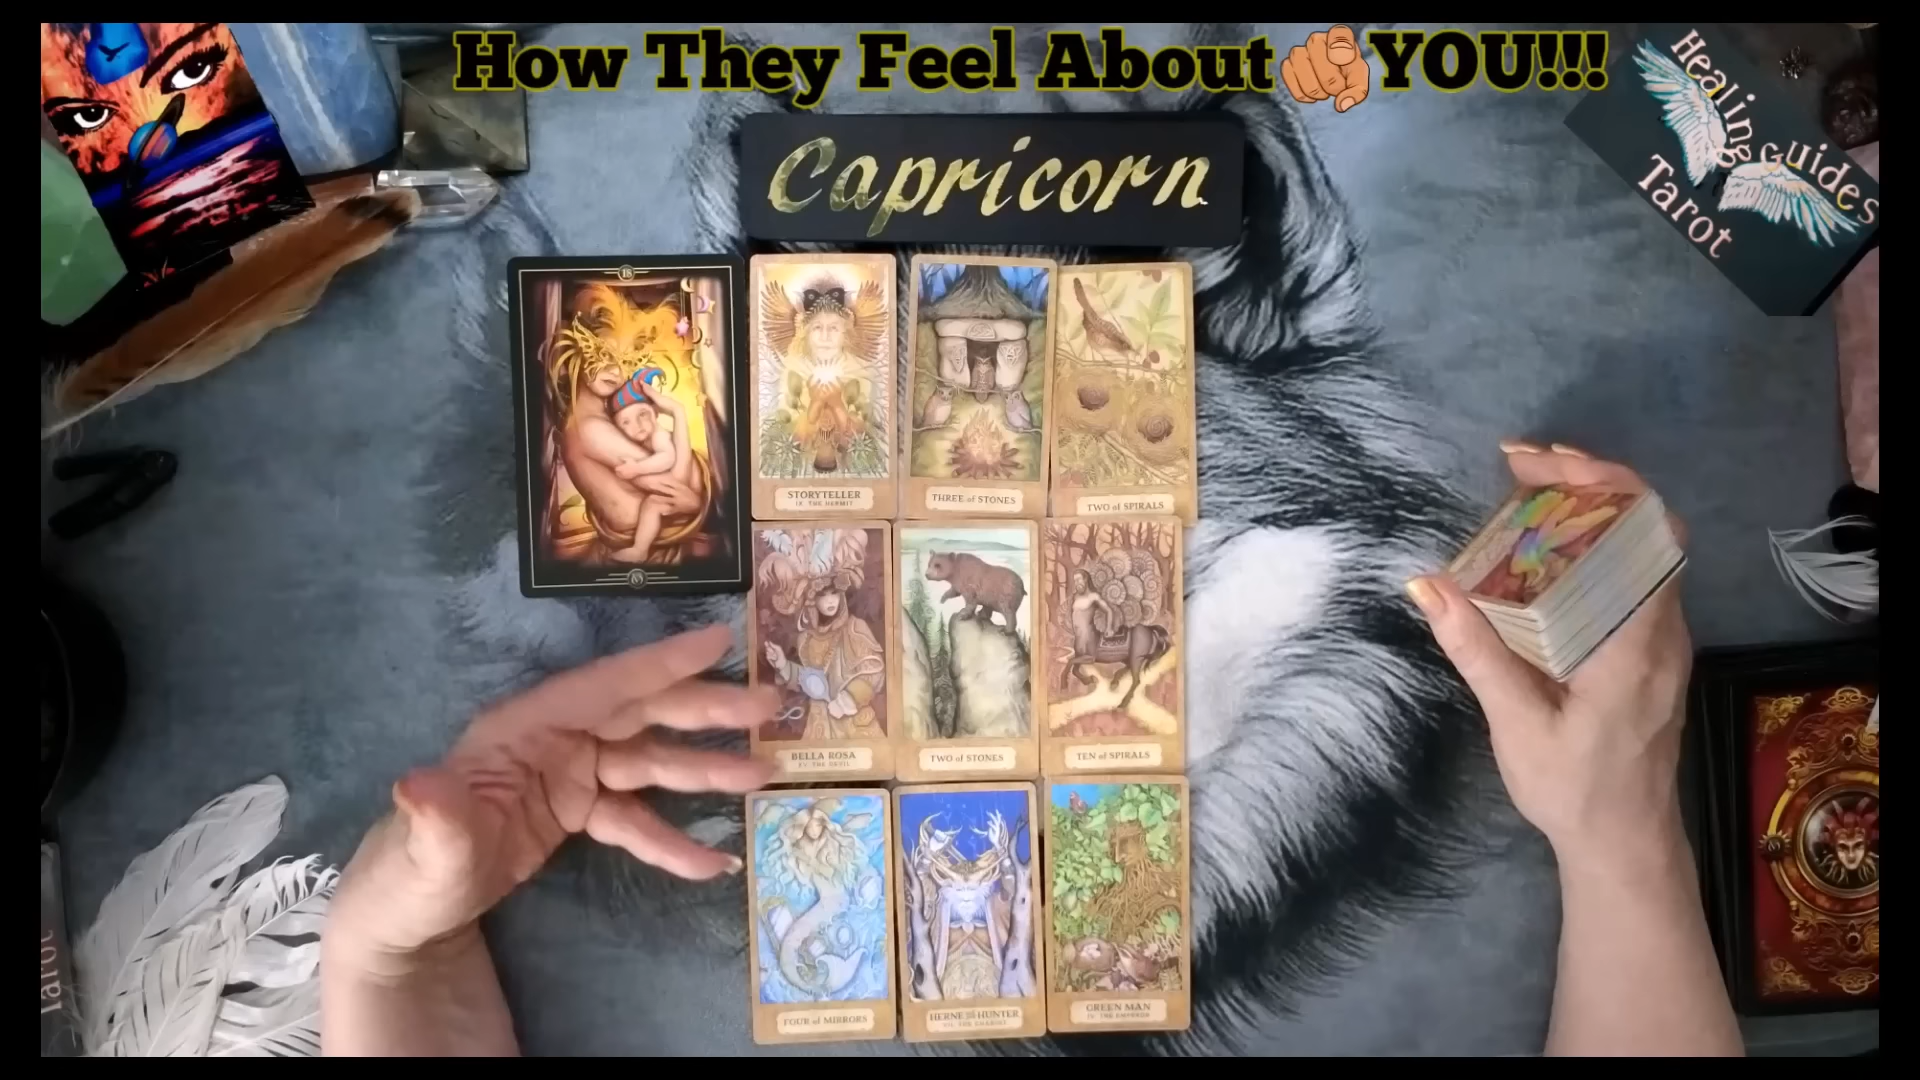 How They Feel About YOU!!!
Capricorn
Healing Guides
Tarot
18
STORYTELLER
IX. THE HERMIT
THREE of STONES
TWO of SPIRALS
BELLA ROSA
XV. THE DEVIL
TWO of STONES
TEN of SPIRALS
FOUR of MIRRORS
HERNE the HUNTER
VII. THE CHARIOT
GREEN MAN
IV. THE EMPEROR
Tarot